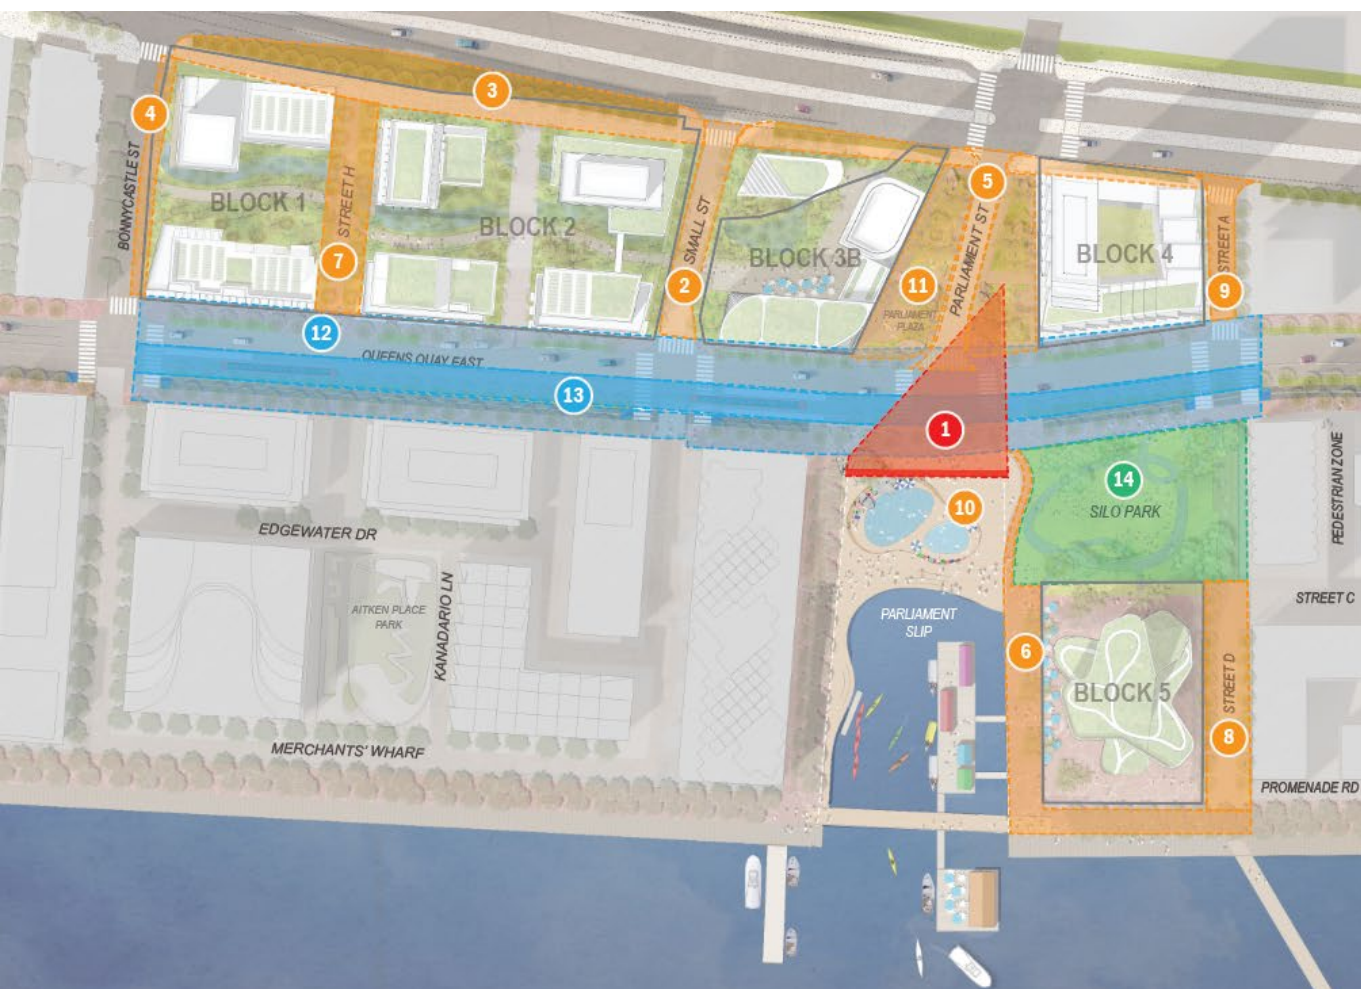 3
4
BONNYCASTLE ST
BLOCK 1
STREET H
7
BLOCK 2
SMALL ST
2
BLOCK 3B
11
PARLIAMENT
PLAZA
5
PARLIAMENT ST
BLOCK 4
STREET A
9
12
QUEENS QUAY EAST
13
1
10
14
SILO PARK
PEDESTRIAN ZONE
EDGEWATER DR
AITKEN PLACE
PARK
KANADARIO LN
PARLIAMENT
SLIP
STREET C
6
BLOCK 5
STREET D
8
MERCHANTS' WHARF
PROMENADE RD